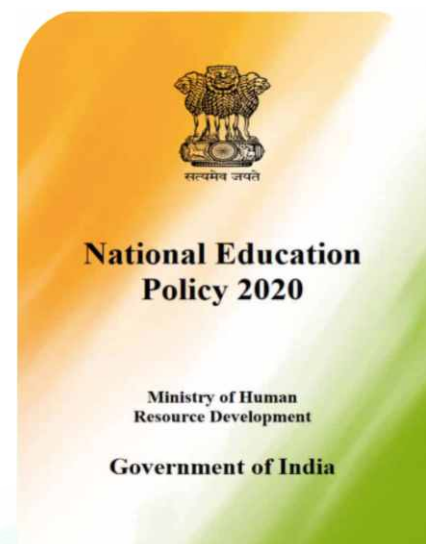 सत्यमेव जयते
National Education
Policy 2020
Ministry of Human
Resource Development
Government of India